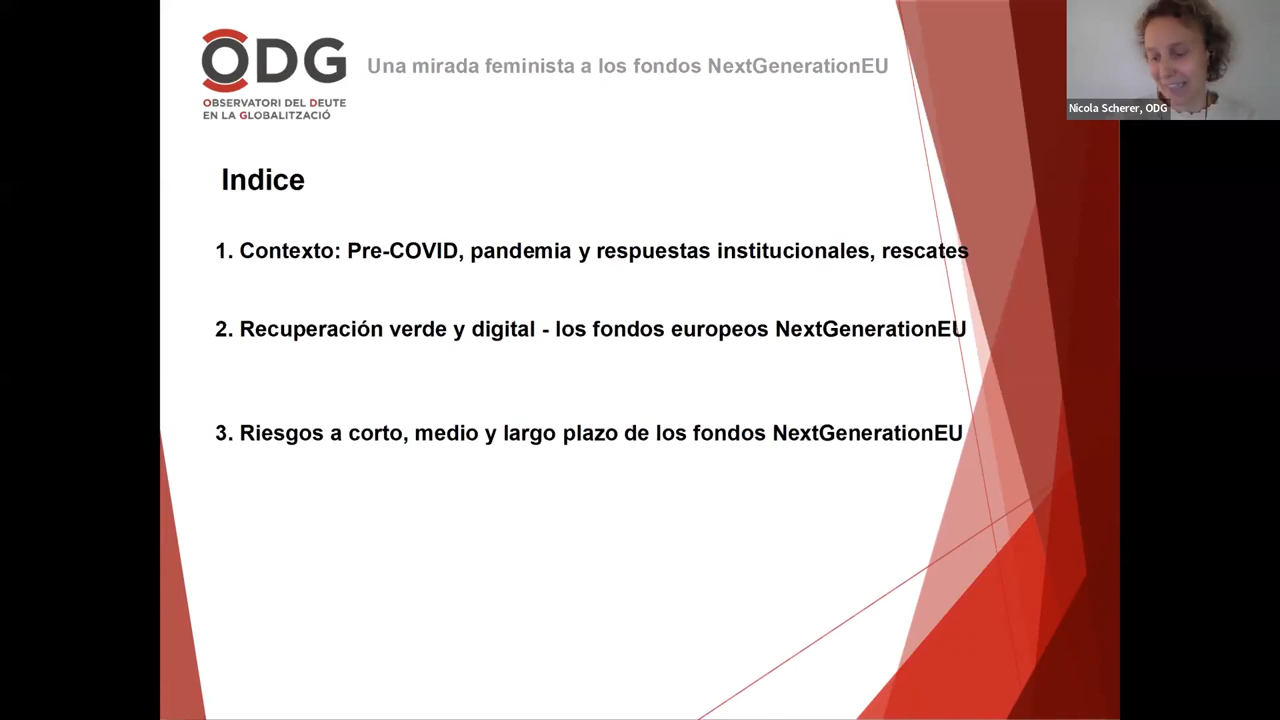 ODG
OBSERVATORI DEL DEUTE
EN LA GLOBALITZACIÓ
Una mirada feminista a los fondos NextGenerationEU
Nicola Scherer, ODG
Indice
1. Contexto: Pre-COVID, pandemia y respuestas institucionales, rescates
2. Recuperación verde y digital - los fondos europeos NextGenerationEU
3. Riesgos a corto, medio y largo plazo de los fondos NextGenerationEU